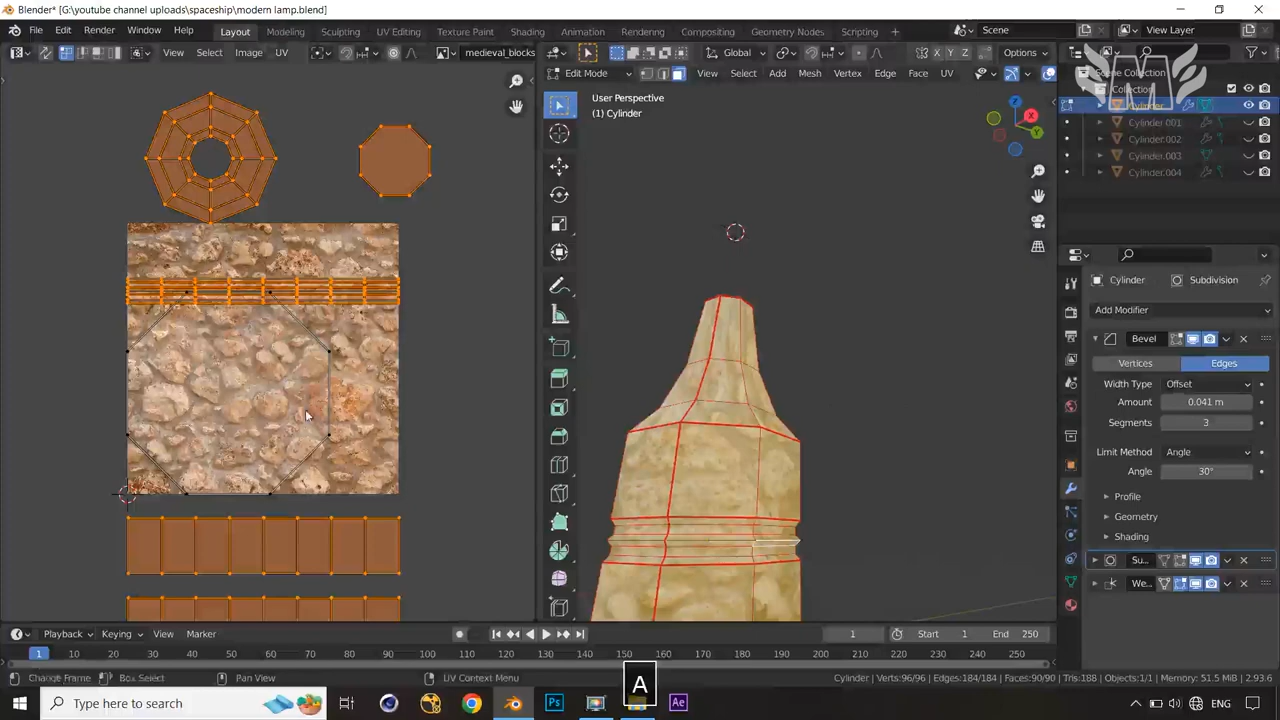 Blender* [G:\youtube channel uploads\spaceship\modern lamp.blend]
File Edit Render Window Help Layout Modeling Sculpting UV Editing Texture Paint Shading Animation Rendering Compositing Geometry Nodes Scripting + Scene View Layer
View Select Image UV medieval_blocks Global X Y Z Options
Edit Mode View Select Add Mesh Vertex Edge Face UV
Scene Collection
Collection
Cylinder
Cylinder.001
Cylinder.002
Cylinder.003
Cylinder.004
User Perspective
(1) Cylinder
X
Y
Z
Cylinder > Subdivision
Add Modifier
Bevel
Vertices Edges
Width Type Offset
Amount 0.041 m
Segments 3
Limit Method Angle
Angle 30°
Profile
Geometry
Shading
Su...
We...
Playback Keying View Marker 1 Start 1 End 250
1 10 20 30 40 50 60 70 80 90 100 110 120 130 140 150 160 170 180 190 200 210 220 230 240 250
Change Frame Box Select Pan View UV Context Menu Cylinder | Verts:96/96 | Edges:184/184 | Faces:90/90 | Tris:188 | Objects:1/1 | Memory: 51.5 MiB | 2.93.6
A
Type here to search Ps Ae ENG